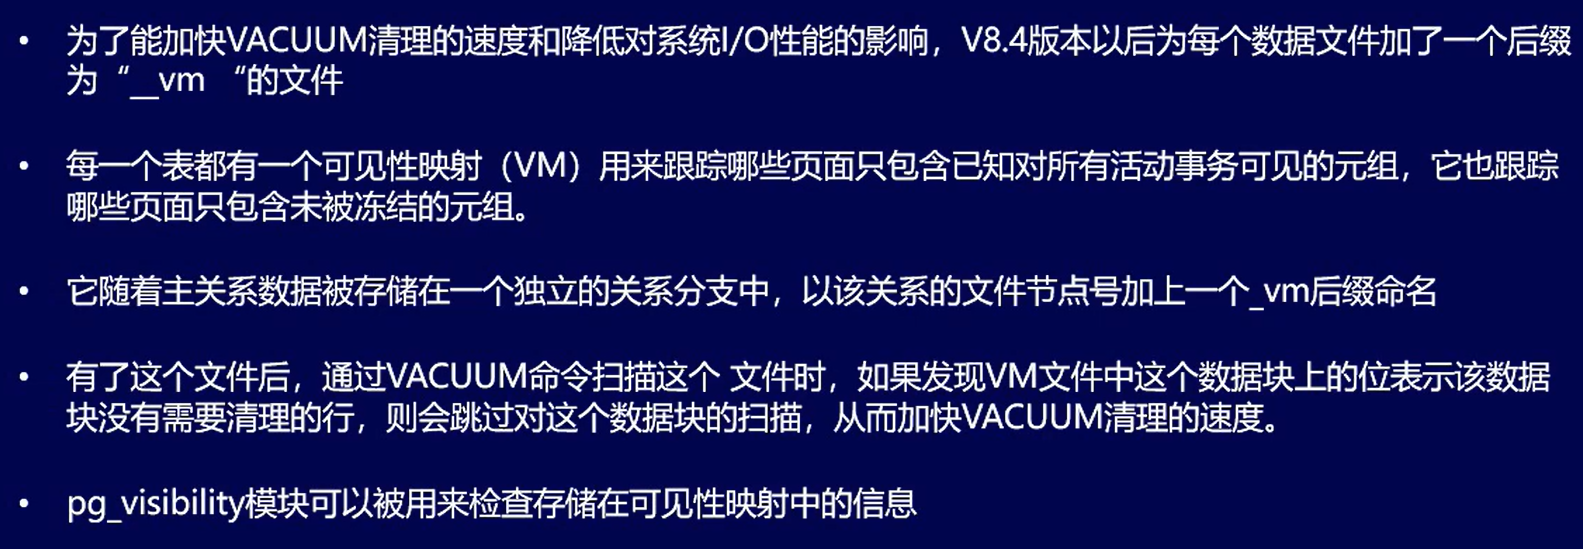 • 为了能加快VACUUM清理的速度和降低对系统I/O性能的影响，V8.4版本以后为每个数据文件加了一个后缀
为“__vm “的文件
• 每一个表都有一个可见性映射（VM）用来跟踪哪些页面只包含已知对所有活动事务可见的元组，它也跟踪
哪些页面只包含未被冻结的元组。
• 它随着主关系数据被存储在一个独立的关系分支中，以该关系的文件节点号加上一个_vm后缀命名
• 有了这个文件后，通过VACUUM命令扫描这个 文件时，如果发现VM文件中这个数据块上的位表示该数据
块没有需要清理的行，则会跳过对这个数据块的扫描，从而加快VACUUM清理的速度。
• pg_visibility模块可以被用来检查存储在可见性映射中的信息